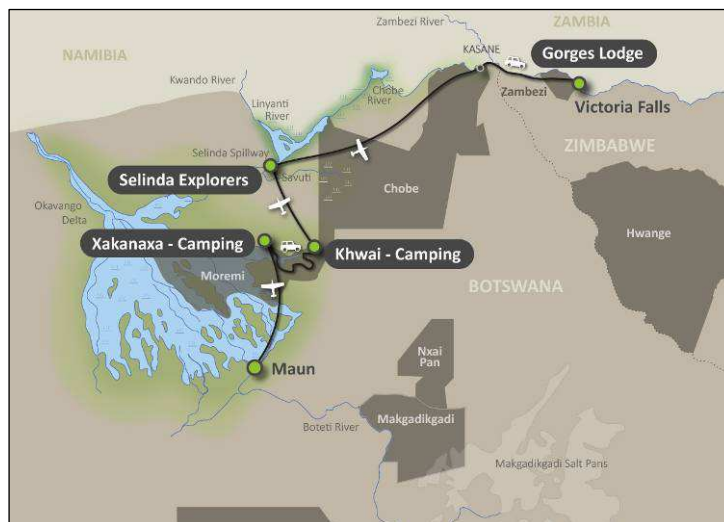 Zambezi River
ZAMBIA
NAMIBIA
KASANE
Gorges Lodge
Kwando River
Chobe
River
Zambezi
Linyanti
River
Victoria Falls
ZIMBABWE
Selinda Spillway
Selinda Explorers
Savuti
Chobe
Okavango
Delta
Xakanaxa - Camping
Khwai - Camping
Hwange
Moremi
BOTSWANA
Nxai
Pan
Maun
Makgadikgadi
Boteti River
Makgadikgadi Salt Pans